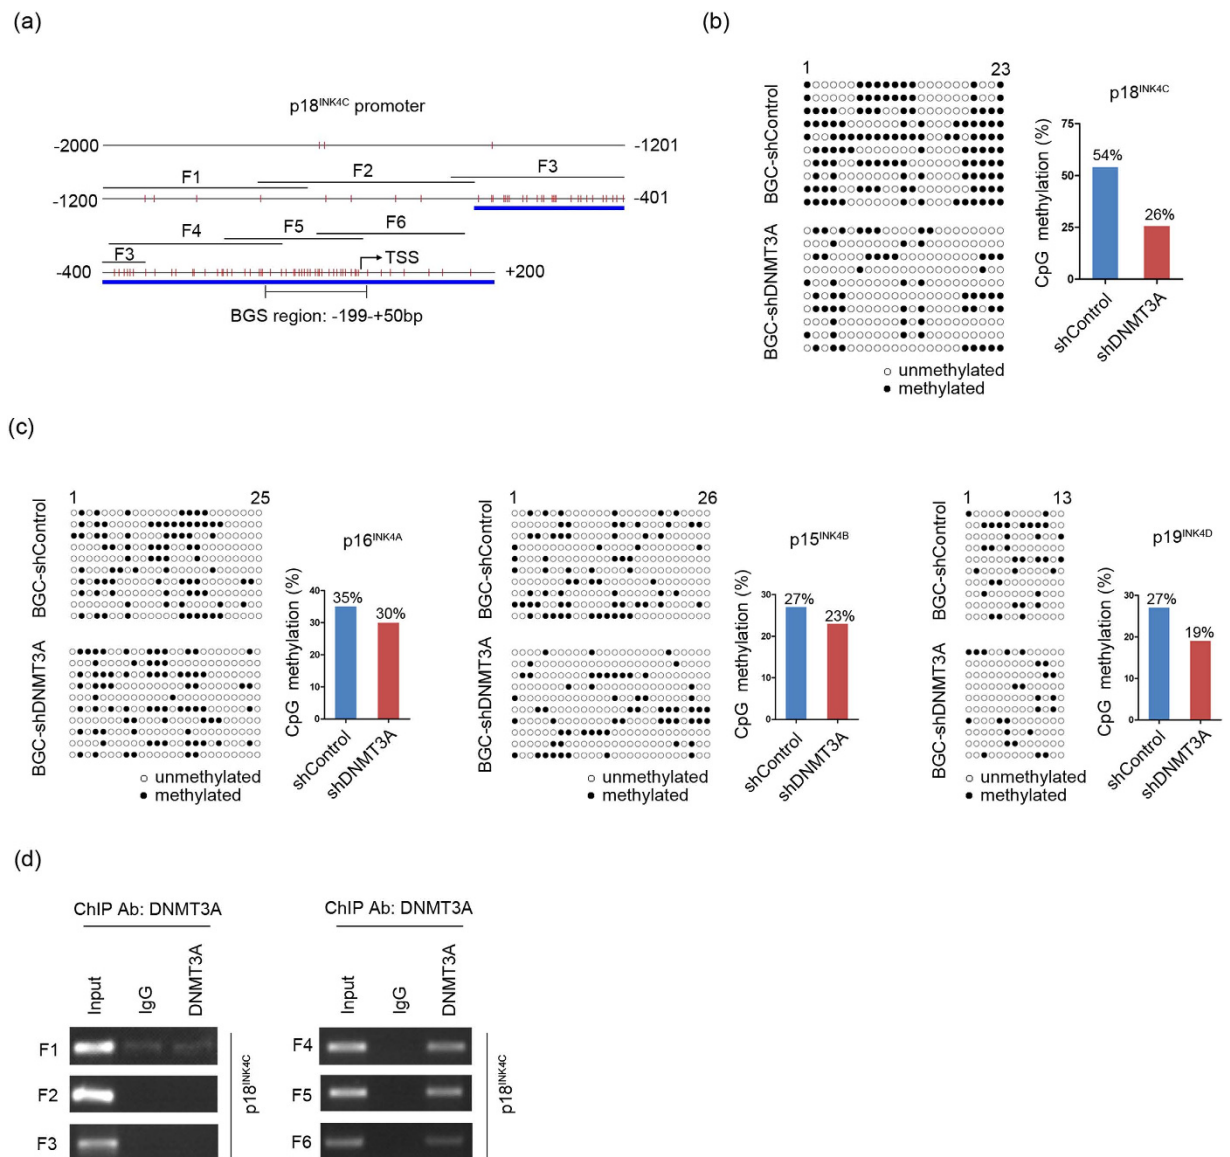 (a)
p18INK4C promoter
-2000
-1201
F1
F2
F3
-1200
-401
F4
F5
F6
F3
TSS
-400
+200
BGS region: -199-+50bp
(b)
1
23
BGC-shControl
BGC-shDNMT3A
unmethylated
methylated
p18INK4C
CpG methylation (%)
75
50
25
0
54%
26%
shControl
shDNMT3A
(c)
1
25
BGC-shControl
BGC-shDNMT3A
unmethylated
methylated
p16INK4A
CpG methylation (%)
40
30
20
10
0
35%
30%
shControl
shDNMT3A
1
26
BGC-shControl
BGC-shDNMT3A
unmethylated
methylated
p15INK4B
CpG methylation (%)
30
20
10
0
27%
23%
shControl
shDNMT3A
1
13
BGC-shControl
BGC-shDNMT3A
unmethylated
methylated
p19INK4D
CpG methylation (%)
30
20
10
0
27%
19%
shControl
shDNMT3A
(d)
ChIP Ab: DNMT3A
Input
IgG
DNMT3A
F1
F2
F3
p18INK4C
ChIP Ab: DNMT3A
Input
IgG
DNMT3A
F4
F5
F6
p18INK4C